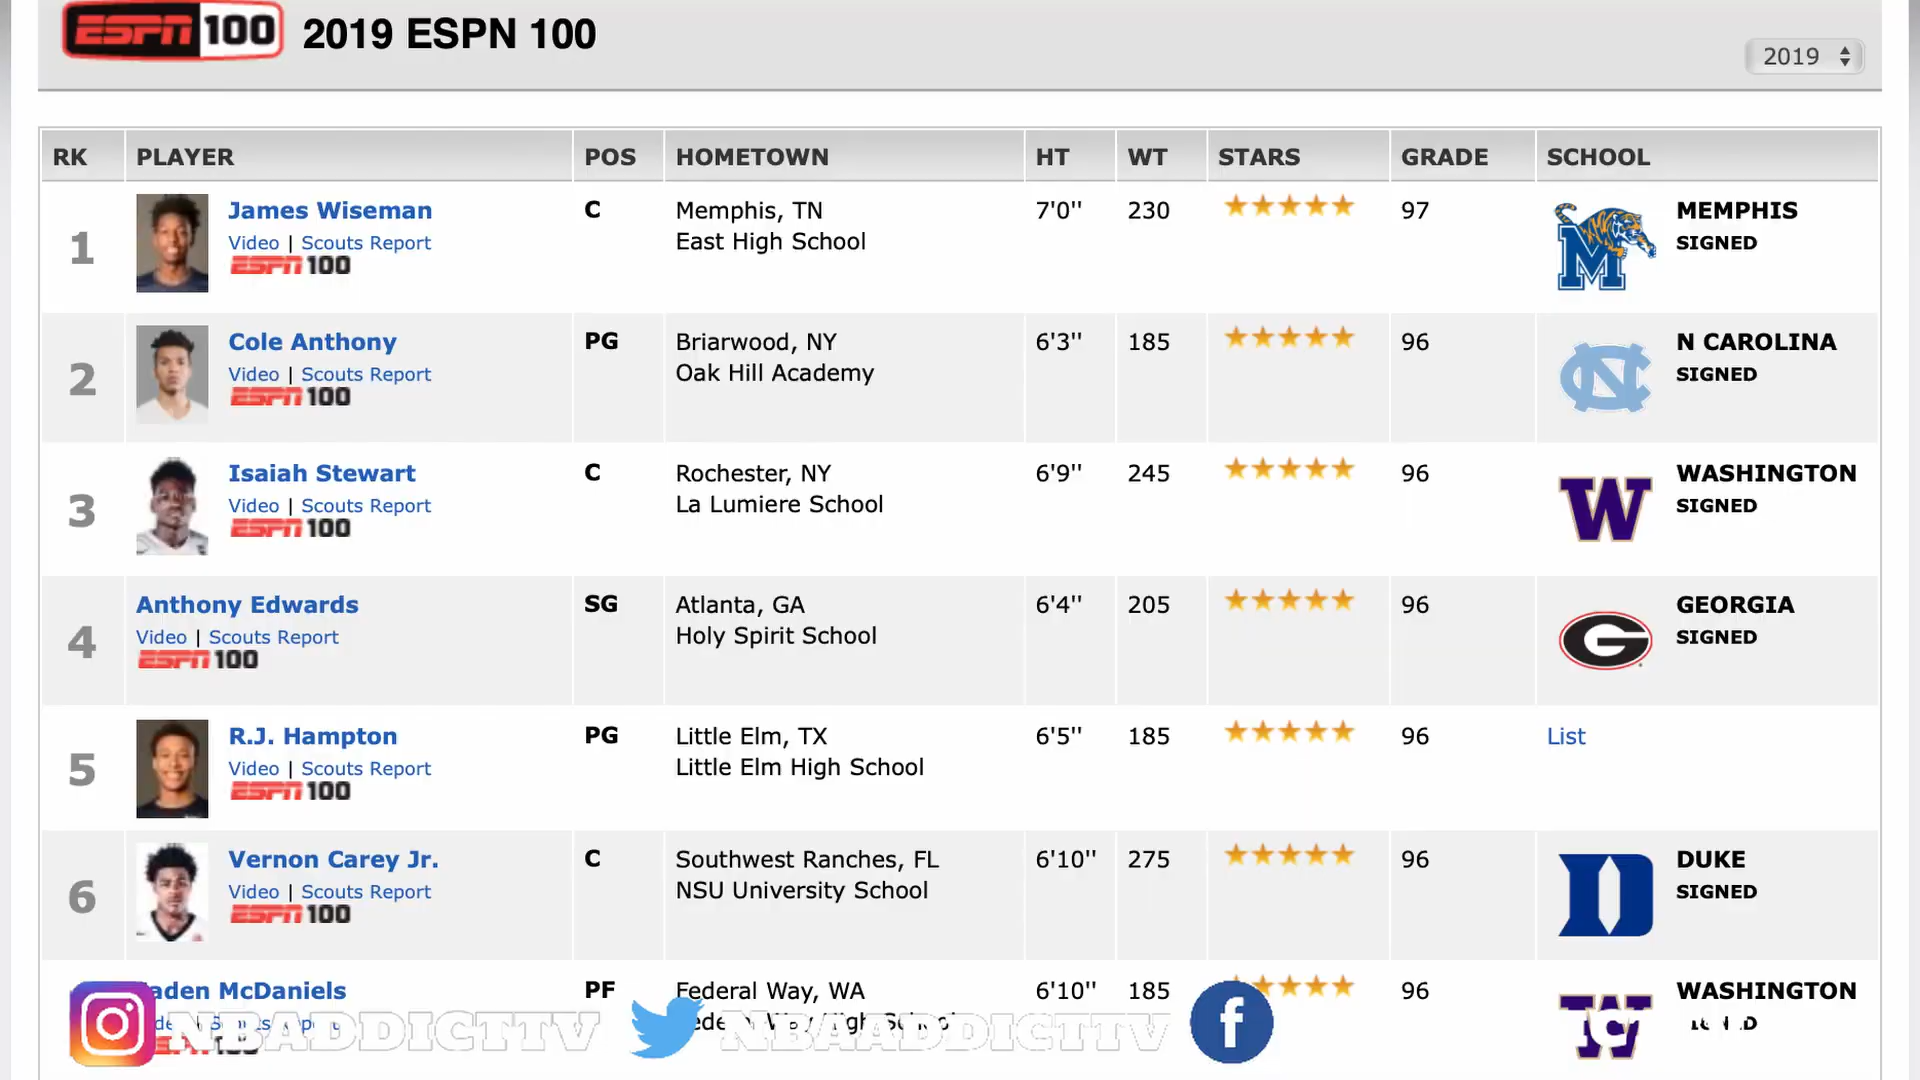 ESPN 100 2019 ESPN 100
2019
RK PLAYER POS HOMETOWN HT WT STARS GRADE SCHOOL
1 James Wiseman C Memphis, TN 7'0'' 230 97 MEMPHIS
Video | Scouts Report East High School SIGNED
ESPN 100
2 Cole Anthony PG Briarwood, NY 6'3'' 185 96 N CAROLINA
Video | Scouts Report Oak Hill Academy SIGNED
ESPN 100
3 Isaiah Stewart C Rochester, NY 6'9'' 245 96 WASHINGTON
Video | Scouts Report La Lumiere School SIGNED
ESPN 100
4 Anthony Edwards SG Atlanta, GA 6'4'' 205 96 GEORGIA
Video | Scouts Report Holy Spirit School SIGNED
ESPN 100
5 R.J. Hampton PG Little Elm, TX 6'5'' 185 96 List
Video | Scouts Report Little Elm High School
ESPN 100
6 Vernon Carey Jr. C Southwest Ranches, FL 6'10'' 275 96 DUKE
Video | Scouts Report NSU University School SIGNED
ESPN 100
aden McDaniels PF Federal Way, WA 6'10'' 185 96 WASHINGTON
NBAADDICTTV NBAADDICTTV